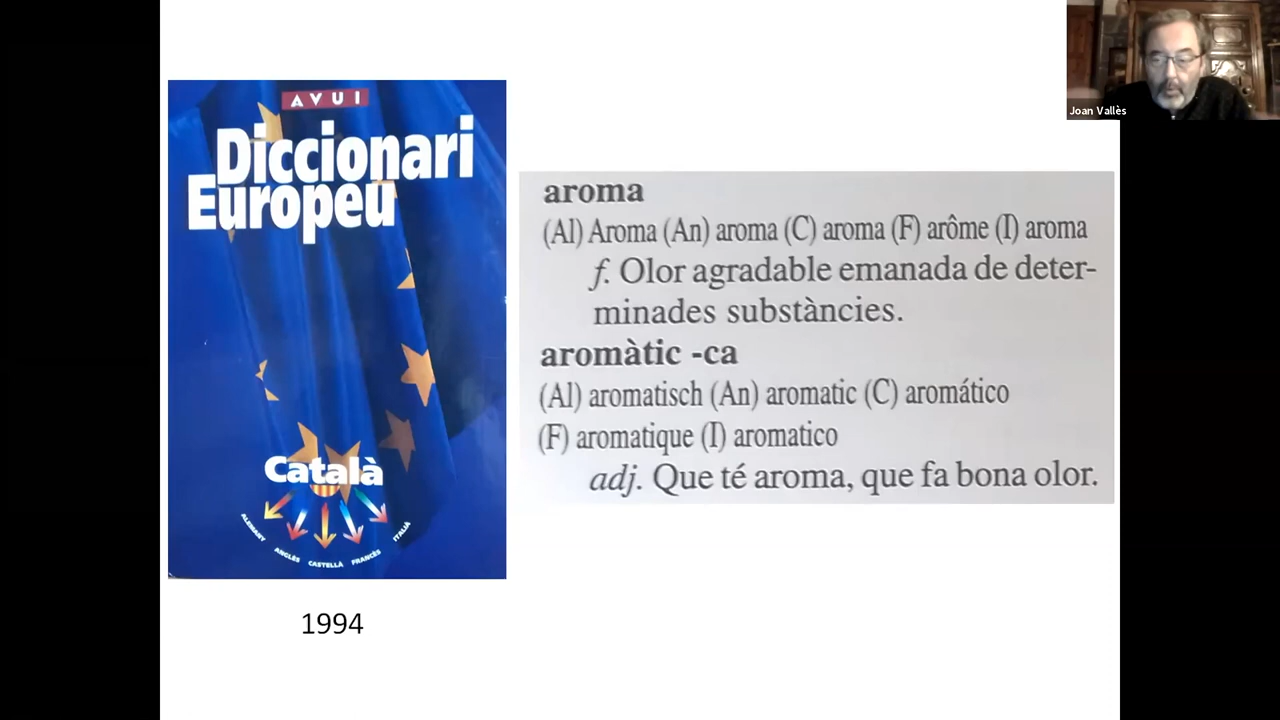 Joan Vallès
AVUI
Diccionari
Europeu
Català
ALEMANY
ANGLÈS
CASTELLÀ
FRANCÈS
ITALIÀ
1994
aroma
(Al) Aroma (An) aroma (C) aroma (F) arôme (I) aroma
f. Olor agradable emanada de deter-
minades substàncies.
aromàtic -ca
(Al) aromatisch (An) aromatic (C) aromático
(F) aromatique (I) aromatico
adj. Que té aroma, que fa bona olor.